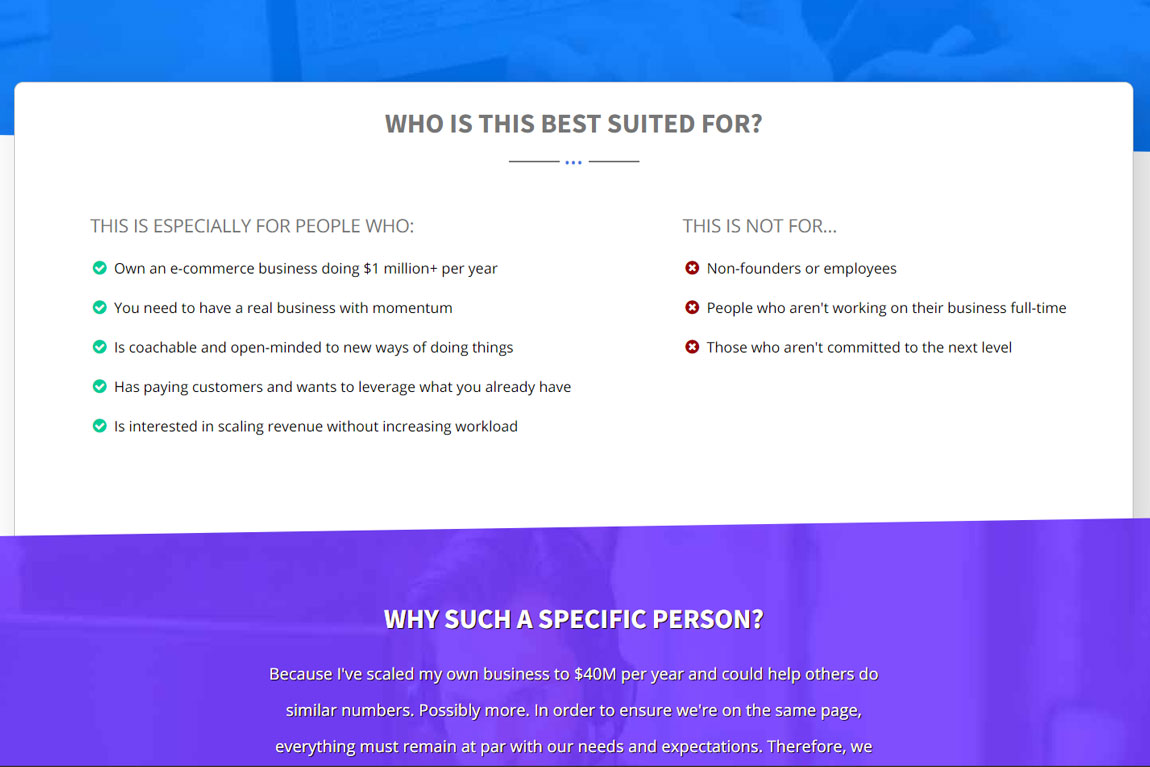 WHO IS THIS BEST SUITED FOR?
THIS IS ESPECIALLY FOR PEOPLE WHO:
Own an e-commerce business doing $1 million+ per year
You need to have a real business with momentum
Is coachable and open-minded to new ways of doing things
Has paying customers and wants to leverage what you already have
Is interested in scaling revenue without increasing workload
THIS IS NOT FOR...
Non-founders or employees
People who aren't working on their business full-time
Those who aren't committed to the next level
WHY SUCH A SPECIFIC PERSON?
Because I've scaled my own business to $40M per year and could help others do
similar numbers. Possibly more. In order to ensure we're on the same page,
everything must remain at par with our needs and expectations. Therefore, we